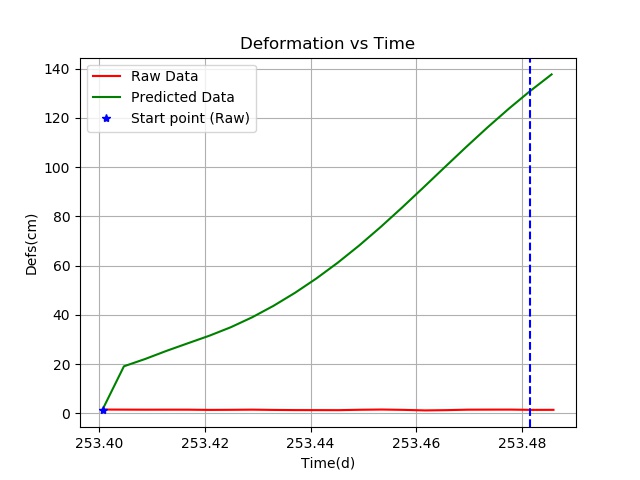 Deformation vs Time
Raw Data
Predicted Data
Start point (Raw)
140
120
100
80
60
40
20
0
Defs(cm)
253.40 253.42 253.44 253.46 253.48
Time(d)